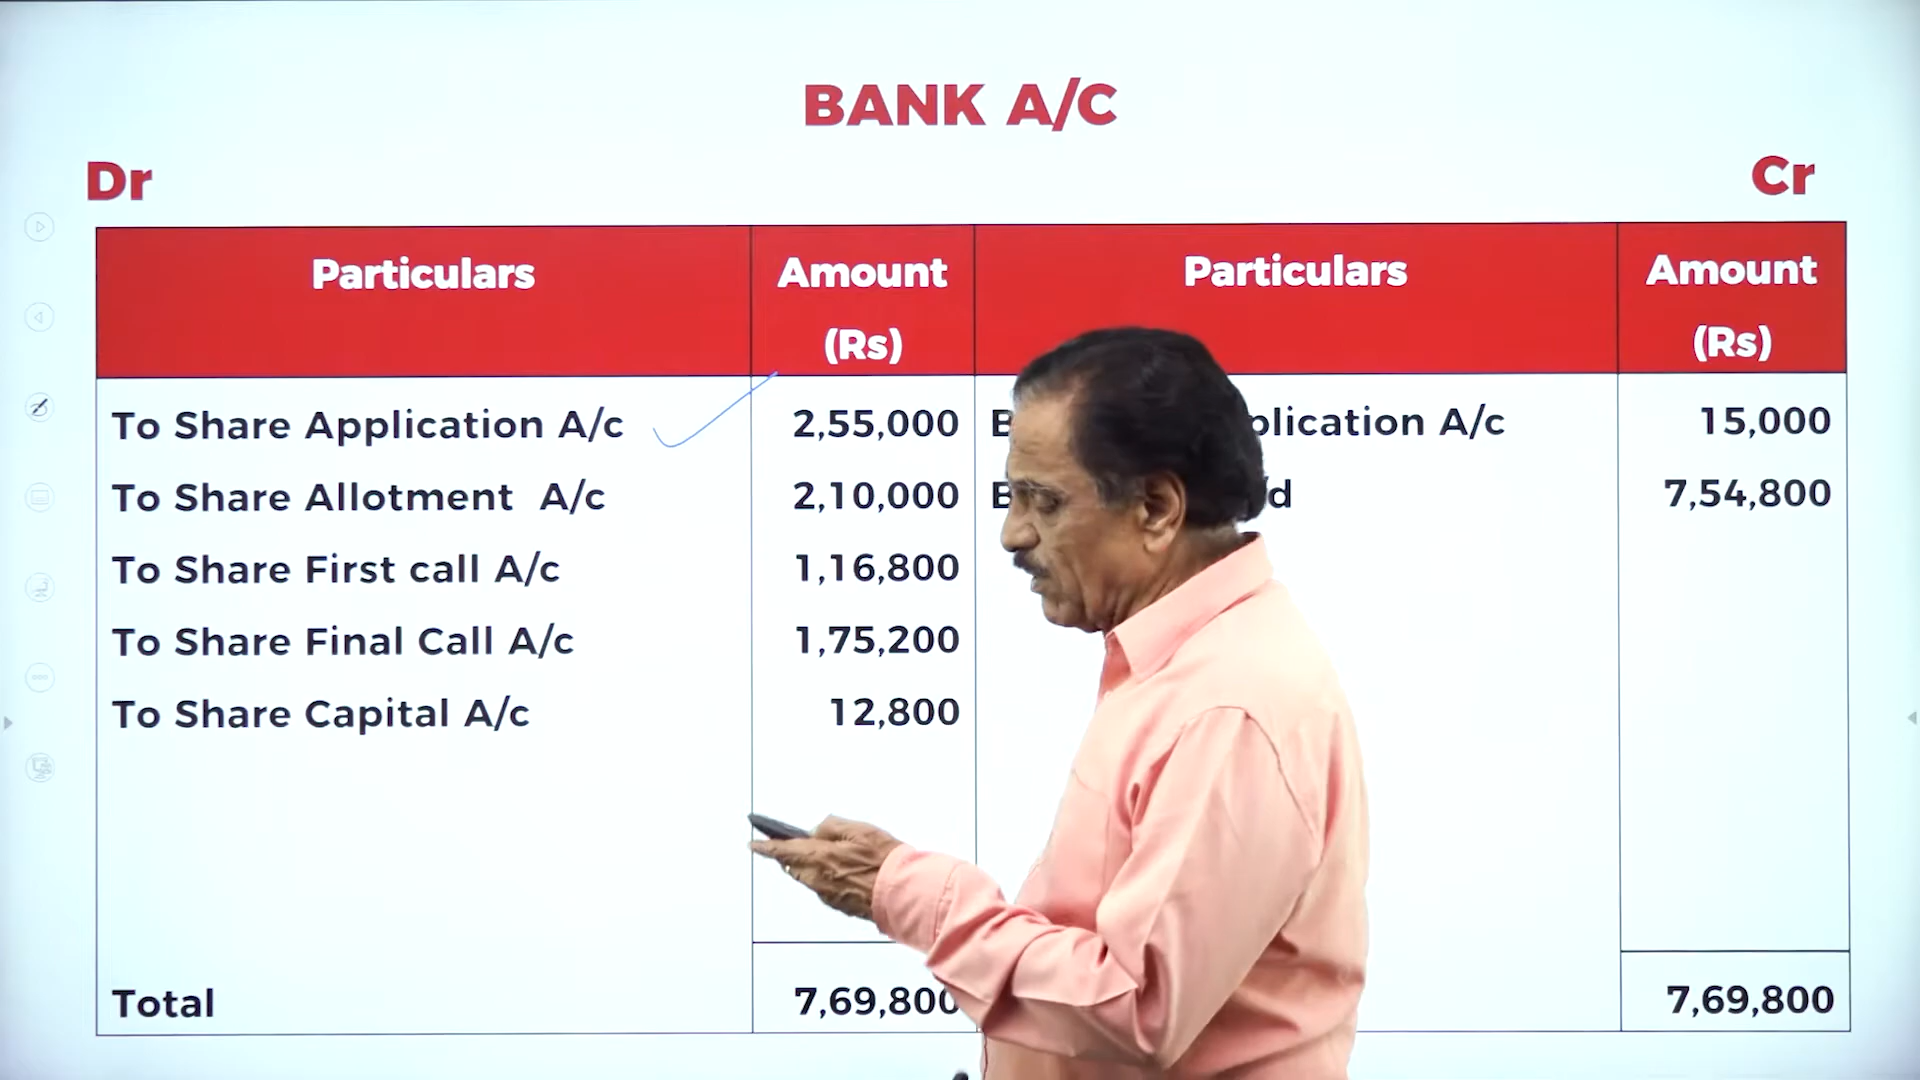 BANK A/C
Dr
Cr
Particulars
Amount
(Rs)
Particulars
Amount
(Rs)
To Share Application A/c
2,55,000
15,000
A/c
To Share Allotment A/c
2,10,000
7,54,800
To Share First call A/c
1,16,800
To Share Final Call A/c
1,75,200
To Share Capital A/c
12,800
Total
7,69,800
7,69,800